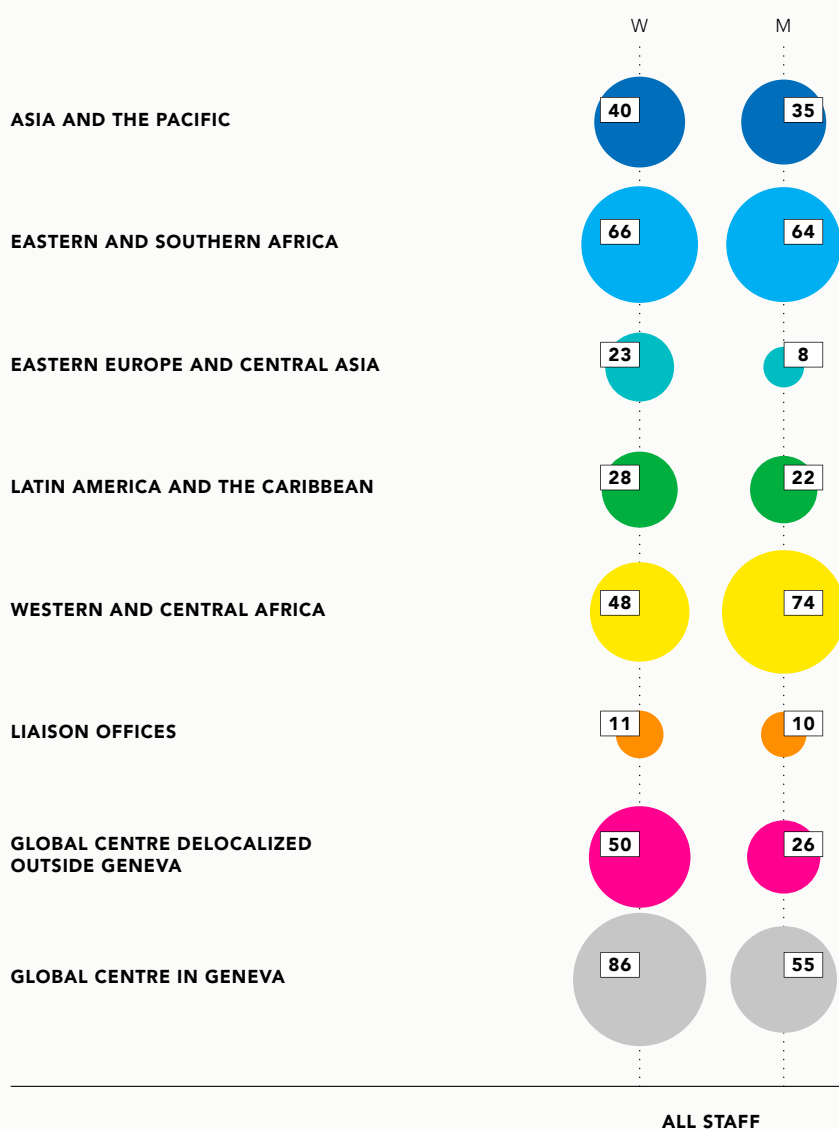 W M
ASIA AND THE PACIFIC 40 35
EASTERN AND SOUTHERN AFRICA 66 64
EASTERN EUROPE AND CENTRAL ASIA 23 8
LATIN AMERICA AND THE CARIBBEAN 28 22
WESTERN AND CENTRAL AFRICA 48 74
LIAISON OFFICES 11 10
GLOBAL CENTRE DELOCALIZED
OUTSIDE GENEVA 50 26
GLOBAL CENTRE IN GENEVA 86 55
ALL STAFF